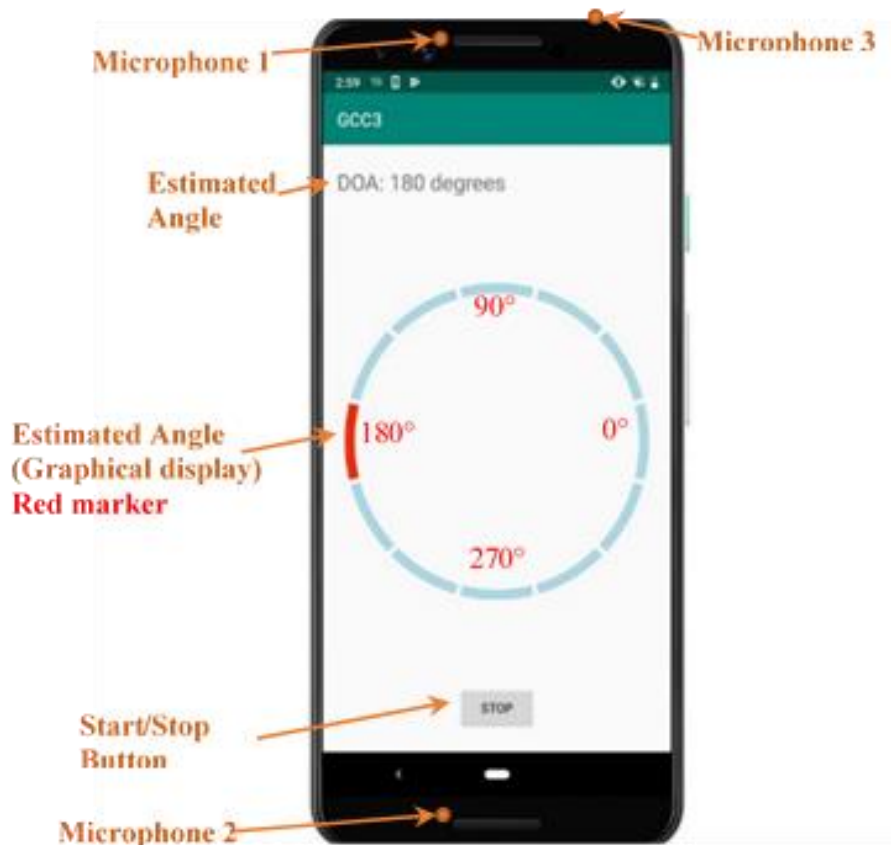 Microphone 1
Microphone 3
2:59
GCC3
Estimated
Angle
DOA: 180 degrees
90°
Estimated Angle
(Graphical display)
Red marker
180°
0°
270°
Start/Stop
Button
STOP
Microphone 2